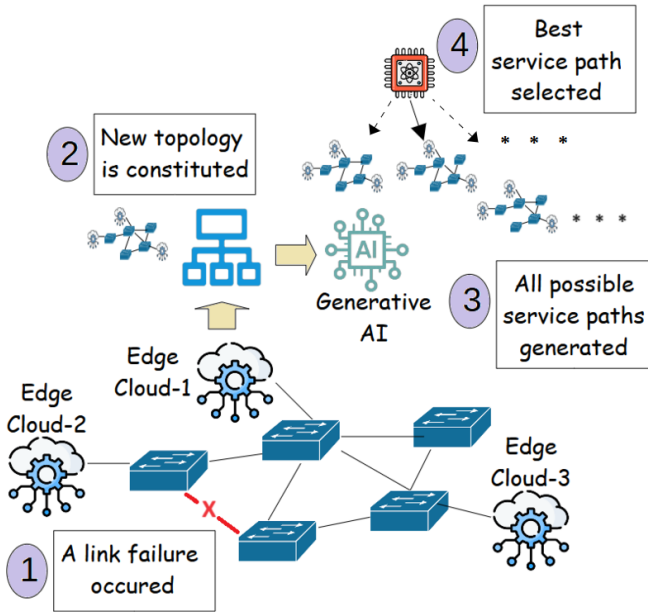 4
Best
service path
selected
2
New topology
is constituted
* * *
* * *
AI
Generative
AI
3
All possible
service paths
generated
Edge
Cloud-1
Edge
Cloud-2
Edge
Cloud-3
X
1
A link failure
occured